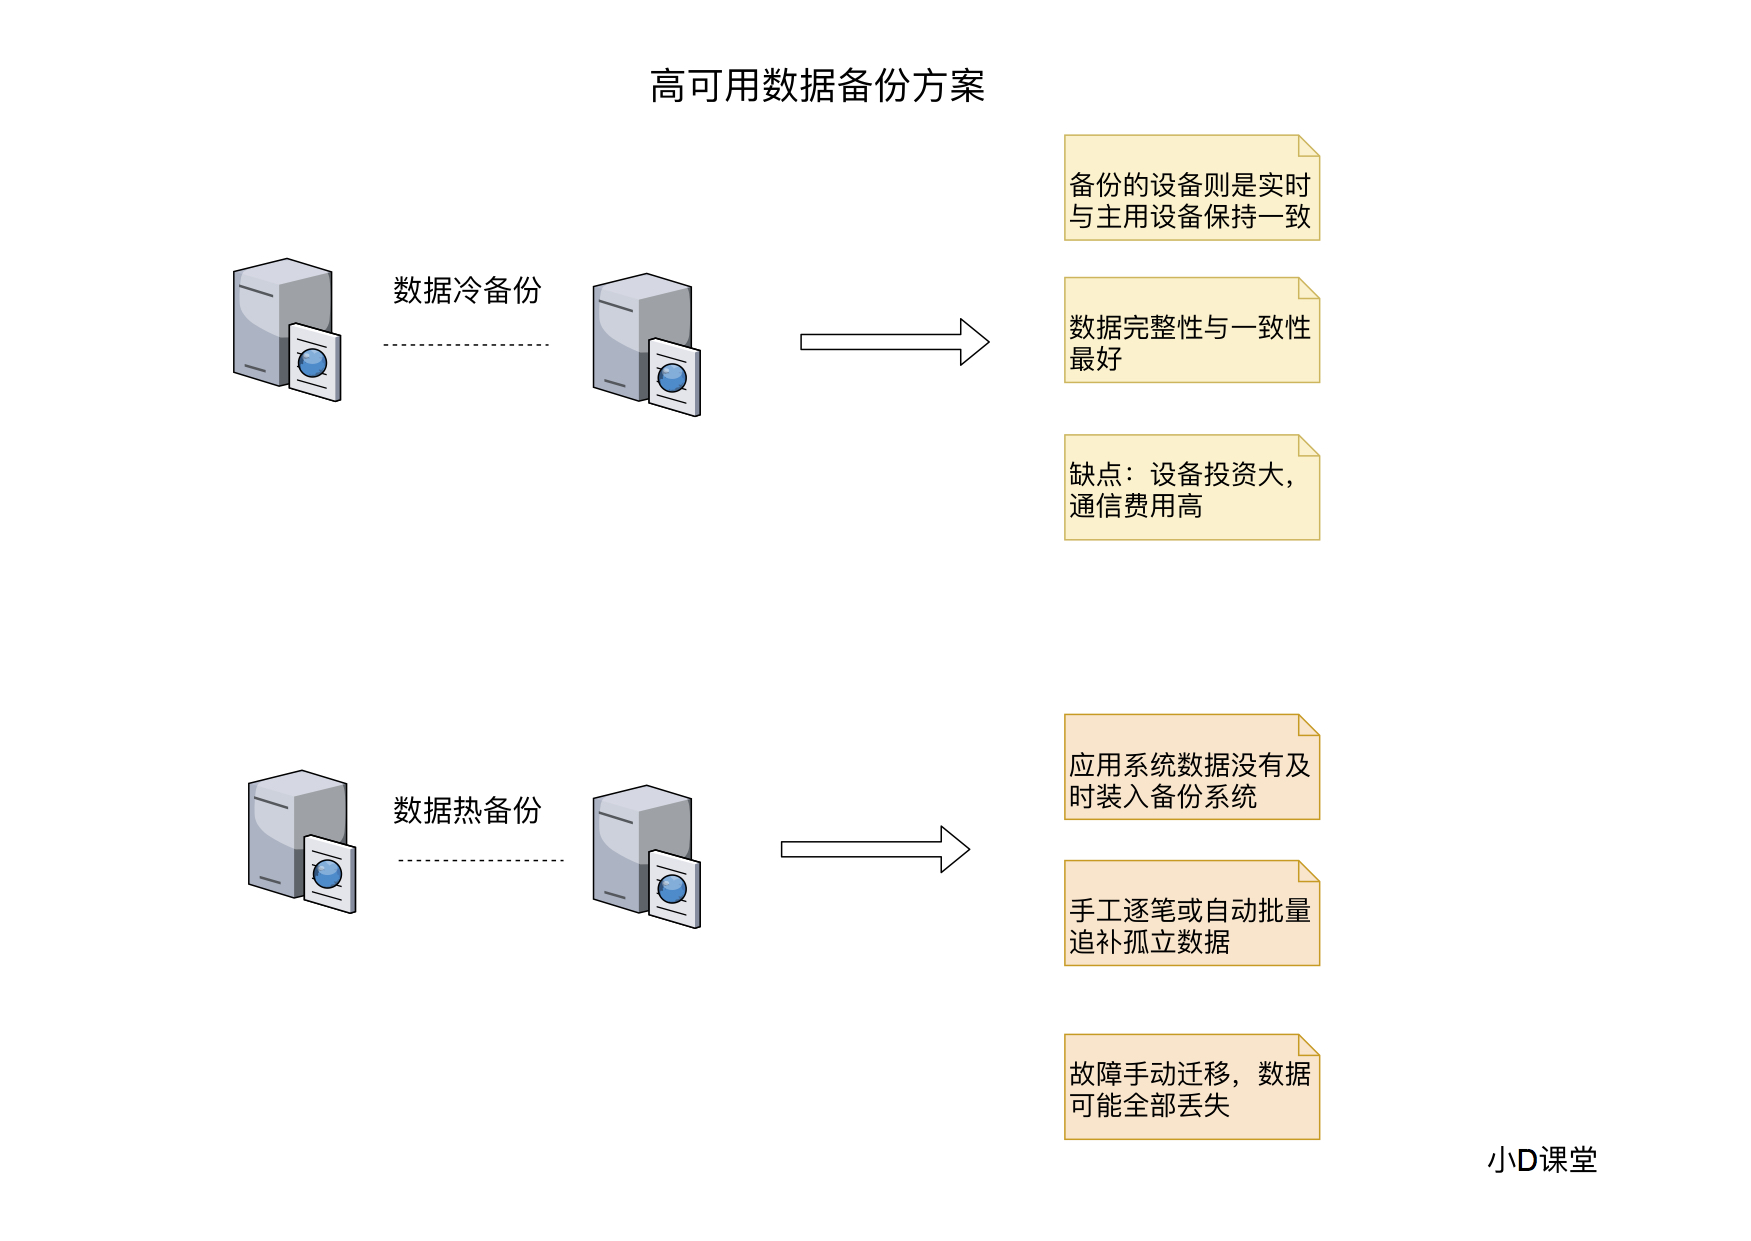 高可用数据备份方案
备份的设备则是实时
与主用设备保持一致
数据冷备份
数据完整性与一致性
最好
缺点：设备投资大，
通信费用高
应用系统数据没有及
时装入备份系统
数据热备份
手工逐笔或自动批量
追补孤立数据
故障手动迁移，数据
可能全部丢失
小D课堂